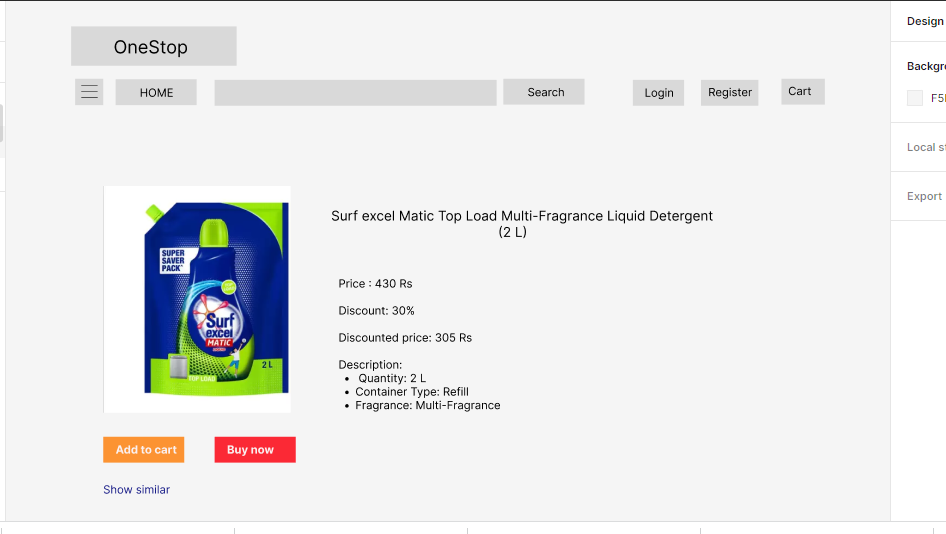 Design
OneStop
Backgr
HOME
Search
Login
Register
Cart
F5
Local s
Export
Surf excel Matic Top Load Multi-Fragrance Liquid Detergent
(2 L)
SUPER
SAVER
PACK
Surf
excel
MATIC
2 L
TOP LOAD
Price : 430 Rs
Discount: 30%
Discounted price: 305 Rs
Description:
• Quantity: 2 L
• Container Type: Refill
• Fragrance: Multi-Fragrance
Add to cart
Buy now
Show similar